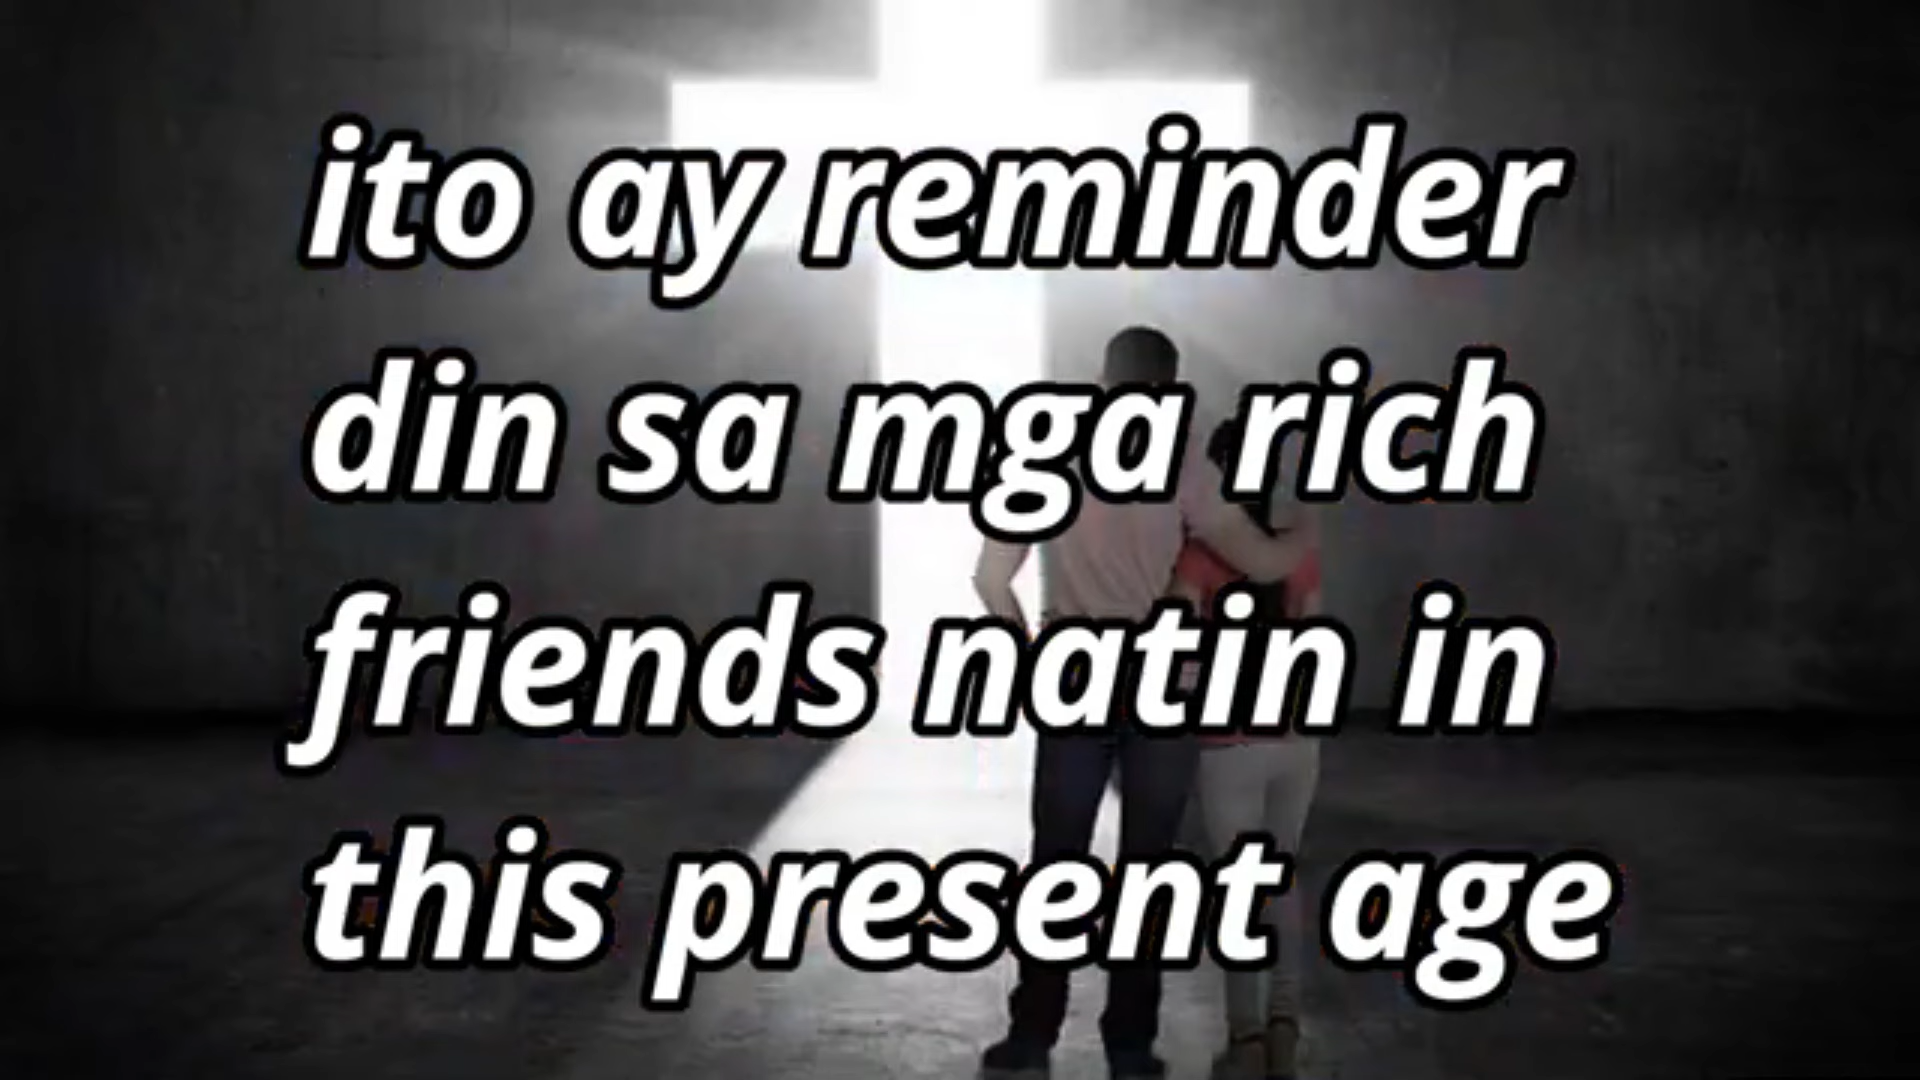 ito ay reminder
din sa mga rich
friends natin in
this present age